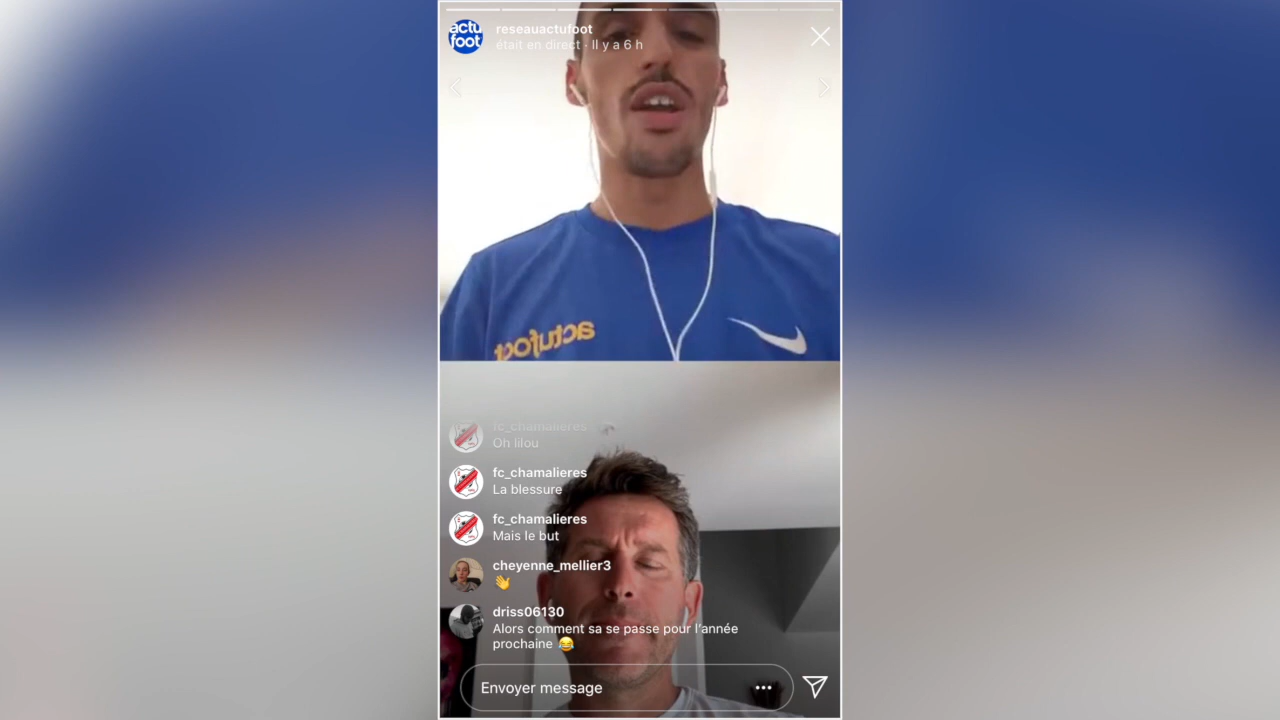 actu
foot
reseauactufoot
était en direct · Il y a 6 h
actufoot
fc_chamalieres
Oh lilou
fc_chamalieres
La blessure
fc_chamalieres
Mais le but
cheyenne_mellier3
👋
driss06130
Alors comment sa se passe pour l'année
prochaine 😂
Envoyer message